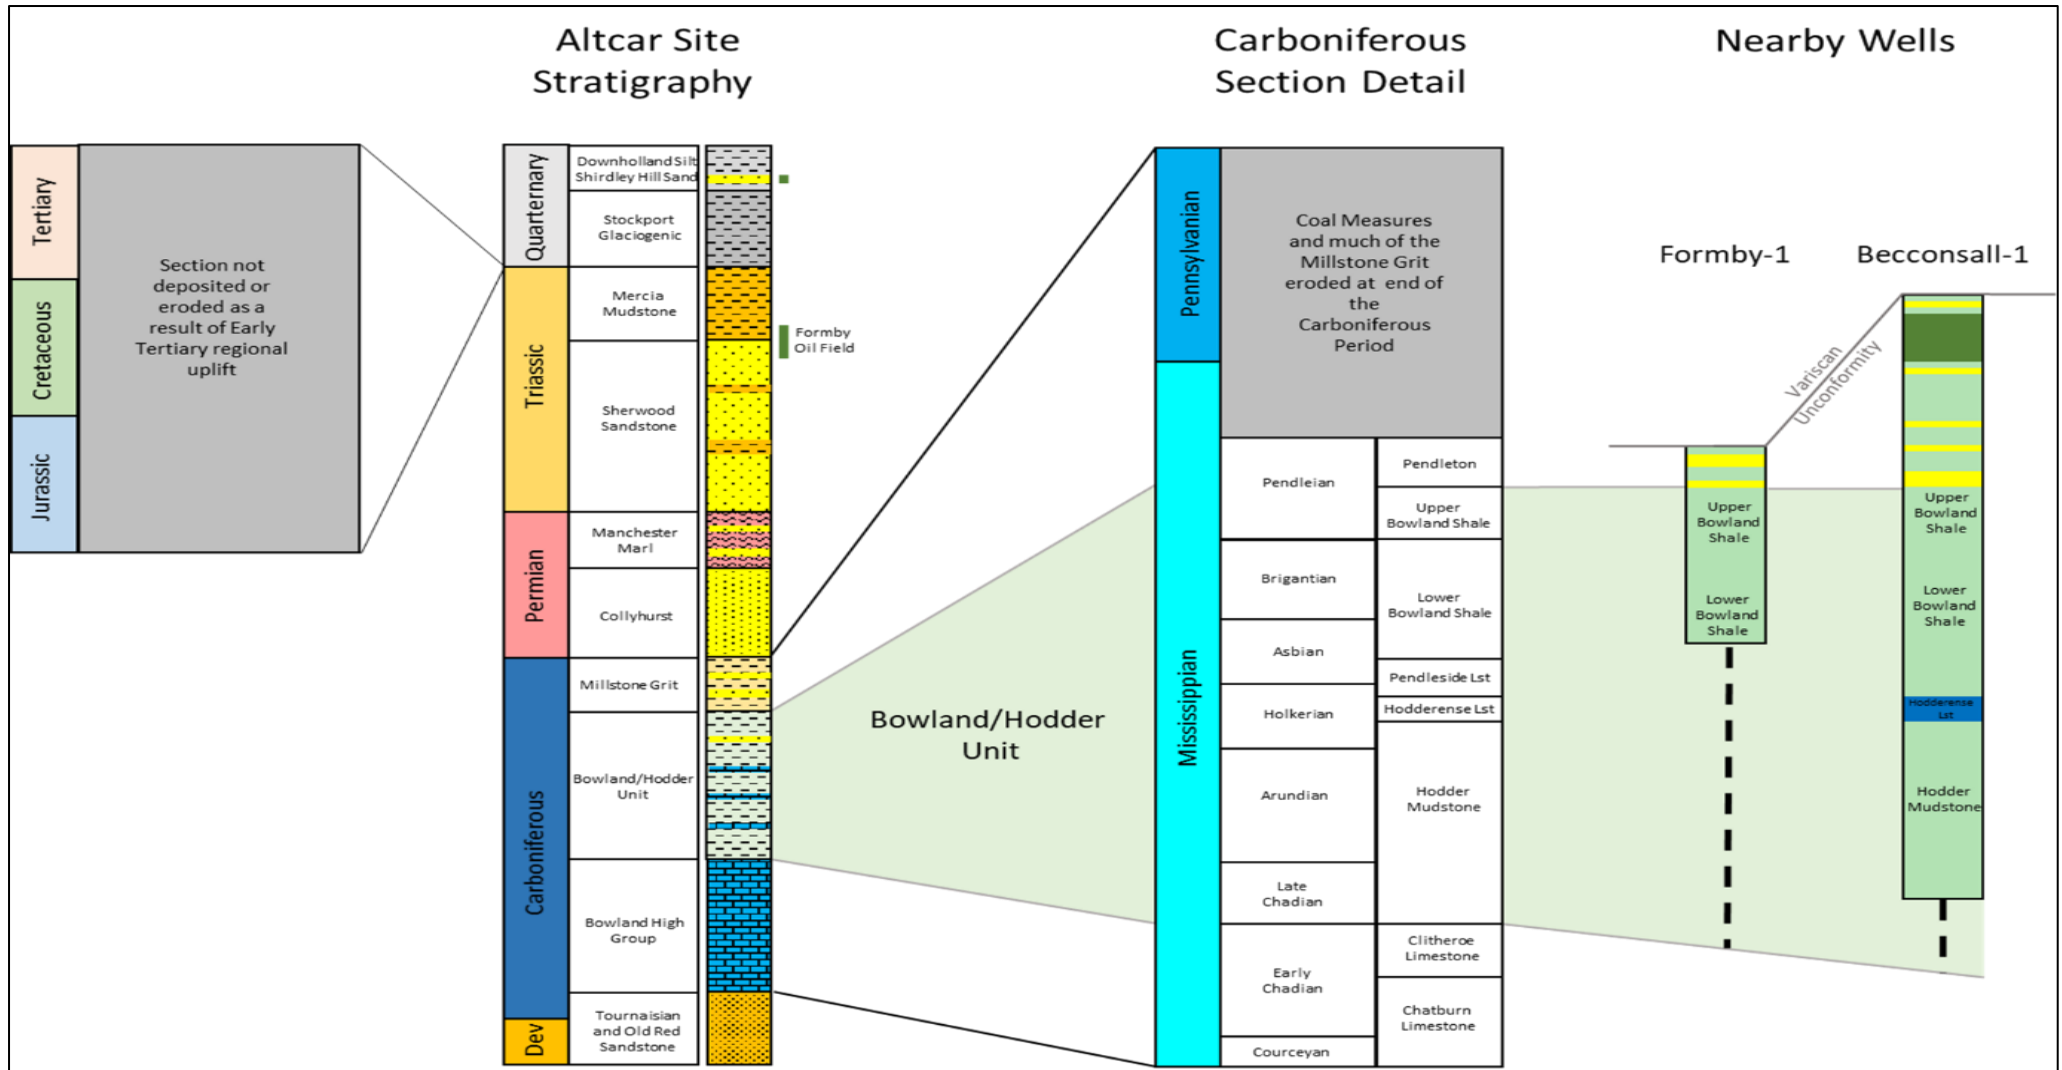 Altcar Site
Stratigraphy
Carboniferous
Section Detail
Nearby Wells
Tertiary
Cretaceous
Jurassic
Section not
deposited or
eroded as a
result of Early
Tertiary regional
uplift
Quarternary
Triassic
Permian
Carboniferous
Dev
Downholland Silt
Shirdley Hill Sand
Stockport
Glaciogenic
Mercia
Mudstone
Sherwood
Sandstone
Manchester
Marl
Collyhurst
Millstone Grit
Bowland/Hodder
Unit
Bowland High
Group
Tournaisian
and Old Red
Sandstone
Formby
Oil Field
Bowland/Hodder
Unit
Pennsylvanian
Mississippian
Coal Measures
and much of the
Millstone Grit
eroded at end of
the
Carboniferous
Period
Pendleian
Brigantian
Asbian
Holkerian
Arundian
Late
Chadian
Early
Chadian
Courceyan
Pendleton
Upper
Bowland Shale
Lower
Bowland Shale
Pendleside Lst
Hodderense Lst
Hodder
Mudstone
Clitheroe
Limestone
Chatburn
Limestone
Formby-1
Becconsall-1
Variscan
Unconformity
Upper
Bowland
Shale
Lower
Bowland
Shale
Upper
Bowland
Shale
Lower
Bowland
Shale
Hodderense
Lst
Hodder
Mudstone